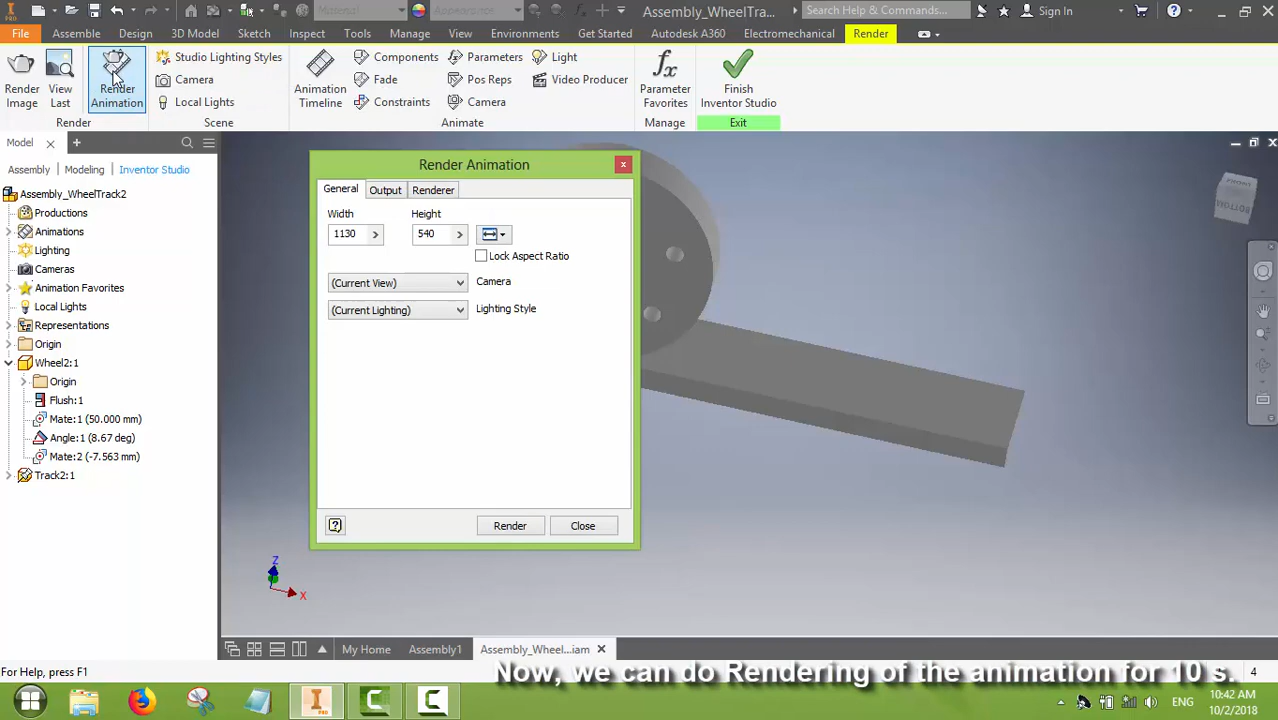 Material
Appearance
Assembly_WheelTra...
Search Help & Commands...
Sign In
PRO
File
Assemble
Design
3D Model
Sketch
Inspect
Tools
Manage
View
Environments
Get Started
Autodesk A360
Electromechanical
Render
Render Image
View Last
Render Animation
Studio Lighting Styles
Camera
Local Lights
Animation Timeline
Components
Fade
Constraints
Parameters
Pos Reps
Camera
Light
Video Producer
Parameter Favorites
Finish Inventor Studio
Render
Scene
Animate
Manage
Exit
Model
Assembly
Modeling
Inventor Studio
Assembly_WheelTrack2
Productions
Animations
Lighting
Cameras
Animation Favorites
Local Lights
Representations
Origin
Wheel2:1
Origin
Flush:1
Mate:1 (50.000 mm)
Angle:1 (8.67 deg)
Mate:2 (-7.563 mm)
Track2:1
Render Animation
General
Output
Renderer
Width
Height
1130
540
Lock Aspect Ratio
(Current View)
Camera
(Current Lighting)
Lighting Style
Render
Close
FRONT
BOTTOM
Z
X
My Home
Assembly1
Assembly_Wheel...iam
For Help, press F1
4
Now, we can do Rendering of the animation for 10 s.
ENG
10:42 AM
10/2/2018